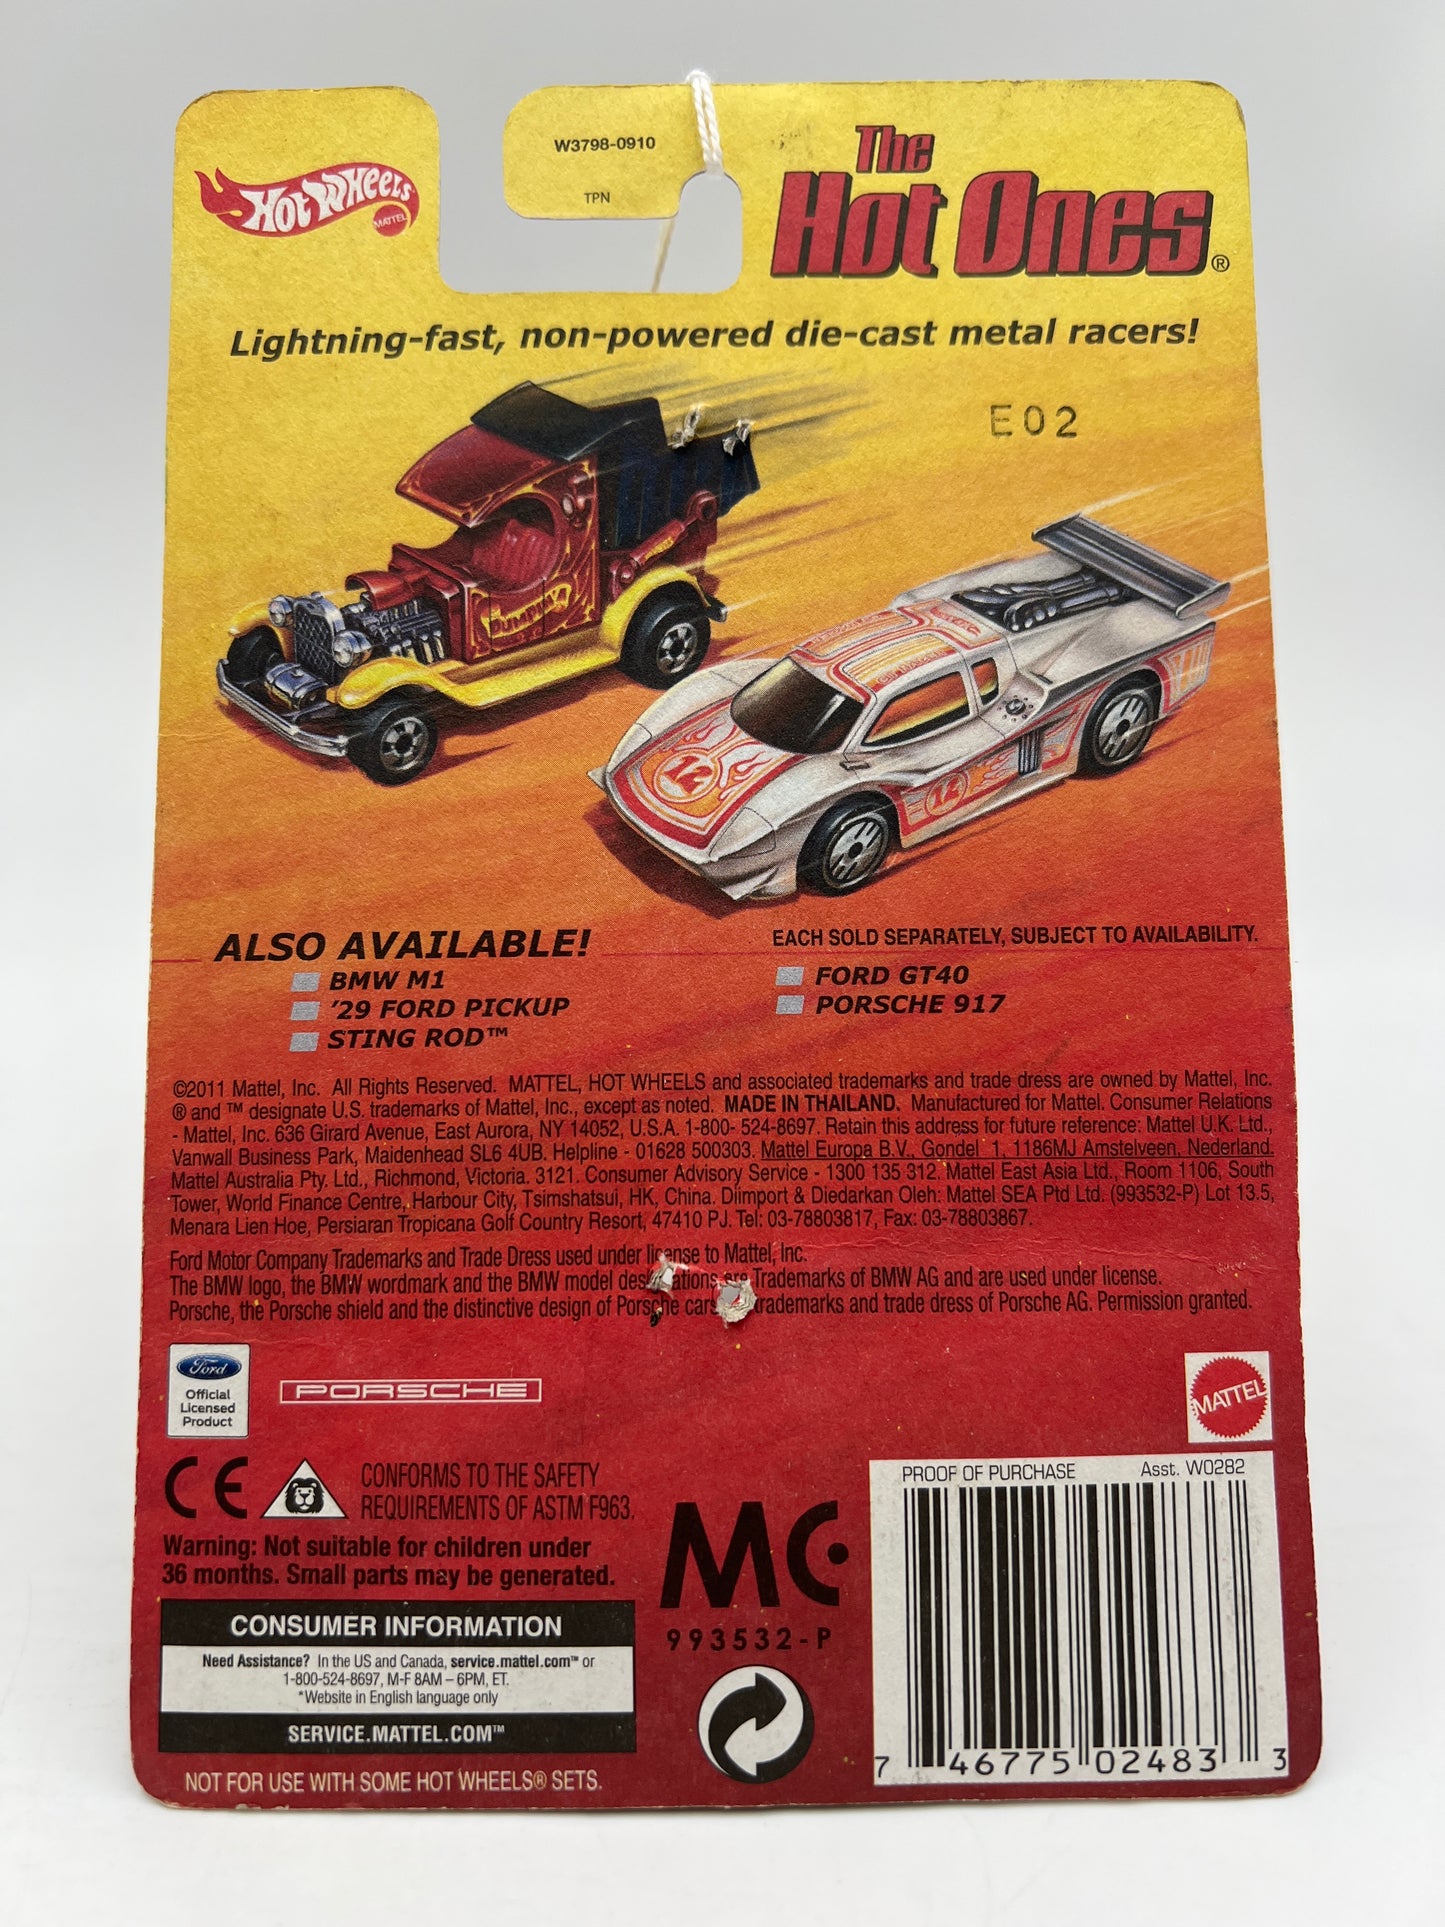 HOT WHEELS
MATTEL
W3798-0910
TPN
The
Hot Ones®
Lightning-fast, non-powered die-cast metal racers!
E02
12
12
ALSO AVAILABLE!
BMW M1
'29 FORD PICKUP
STING ROD™
EACH SOLD SEPARATELY, SUBJECT TO AVAILABILITY.
FORD GT40
PORSCHE 917
©2011 Mattel, Inc. All Rights Reserved. MATTEL, HOT WHEELS and associated trademarks and trade dress are owned by Mattel, Inc.
® and ™ designate U.S. trademarks of Mattel, Inc., except as noted. MADE IN THAILAND. Manufactured for Mattel. Consumer Relations
- Mattel, Inc. 636 Girard Avenue, East Aurora, NY 14052, U.S.A. 1-800- 524-8697. Retain this address for future reference: Mattel U.K. Ltd.,
Vanwall Business Park, Maidenhead SL6 4UB. Helpline - 01628 500303. Mattel Europa B.V., Gondel 1, 1186MJ Amstelveen, Nederland.
Mattel Australia Pty. Ltd., Richmond, Victoria. 3121. Consumer Advisory Service - 1300 135 312. Mattel East Asia Ltd., Room 1106, South
Tower, World Finance Centre, Harbour City, Tsimshatsui, HK, China. Diimport & Diedarkan Oleh: Mattel SEA Ptd Ltd. (993532-P) Lot 13.5,
Menara Lien Hoe, Persiaran Tropicana Golf Country Resort, 47410 PJ. Tel: 03-78803817, Fax: 03-78803867.
Ford Motor Company Trademarks and Trade Dress used under license to Mattel, Inc.
The BMW logo, the BMW wordmark and the BMW model designations are Trademarks of BMW AG and are used under license.
Porsche, the Porsche shield and the distinctive design of Porsche cars trademarks and trade dress of Porsche AG. Permission granted.
Ford
Official
Licensed
Product
PORSCHE
MATTEL
CE
CONFORMS TO THE SAFETY
REQUIREMENTS OF ASTM F963.
Warning: Not suitable for children under
36 months. Small parts may be generated.
CONSUMER INFORMATION
Need Assistance? In the US and Canada, service.mattel.com™ or
1-800-524-8697, M-F 8AM – 6PM, ET.
*Website in English language only
SERVICE.MATTEL.COM™
NOT FOR USE WITH SOME HOT WHEELS® SETS.
MC
993532-P
PROOF OF PURCHASE Asst. W0282
7 46775 02483 3